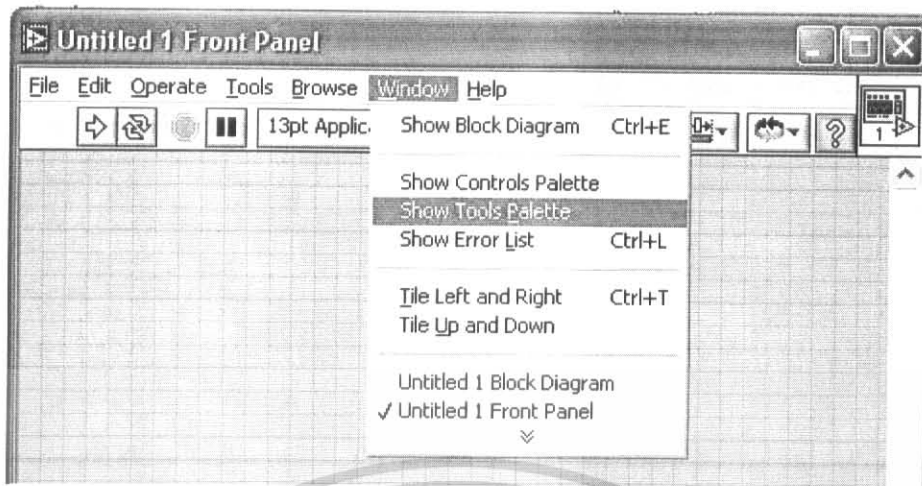 Untitled 1 Front Panel
File Edit Operate Tools Browse Window Help
13pt Applic
1
Show Block Diagram Ctrl+E
Show Controls Palette
Show Tools Palette
Show Error List Ctrl+L
Tile Left and Right Ctrl+T
Tile Up and Down
Untitled 1 Block Diagram
✓ Untitled 1 Front Panel